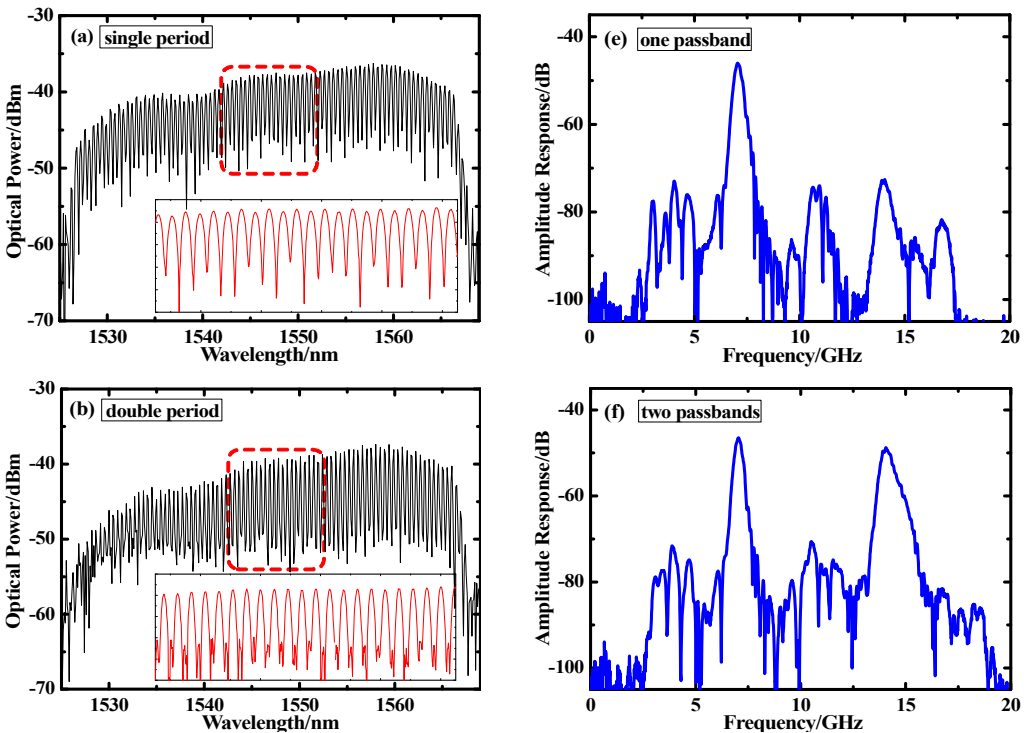 (a) single period
-30
-40
-50
-60
-70
Optical Power/dBm
1530 1540 1550 1560
Wavelength/nm
(e) one passband
-40
-60
-80
-100
Amplitude Response/dB
0 5 10 15 20
Frequency/GHz
(b) double period
-30
-40
-50
-60
-70
Optical Power/dBm
1530 1540 1550 1560
Wavelength/nm
(f) two passbands
-40
-60
-80
-100
Amplitude Response/dB
0 5 10 15 20
Frequency/GHz